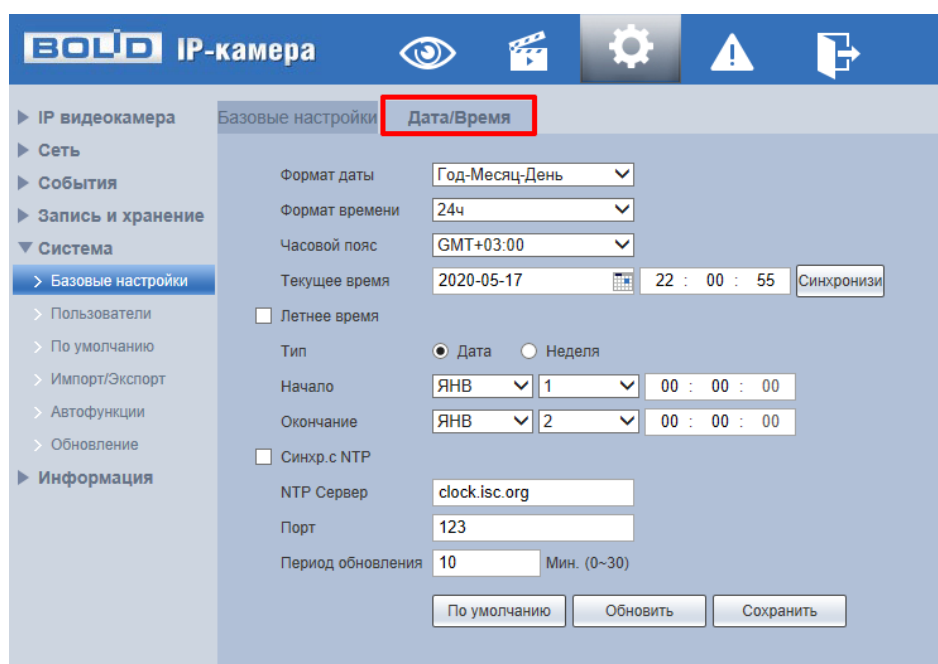 BOLID IP-камера
IP видеокамера
Сеть
События
Запись и хранение
Система
Базовые настройки
Пользователи
По умолчанию
Импорт/Экспорт
Автофункции
Обновление
Информация
Базовые настройки Дата/Время
Формат даты Год-Месяц-День
Формат времени 24ч
Часовой пояс GMT+03:00
Текущее время 2020-05-17 22 : 00 : 55 Синхронизи
Летнее время
Тип Дата Неделя
Начало ЯНВ 1 00 : 00 : 00
Окончание ЯНВ 2 00 : 00 : 00
Синхр.с NTP
NTP Сервер clock.isc.org
Порт 123
Период обновления 10 Мин. (0~30)
По умолчанию Обновить Сохранить